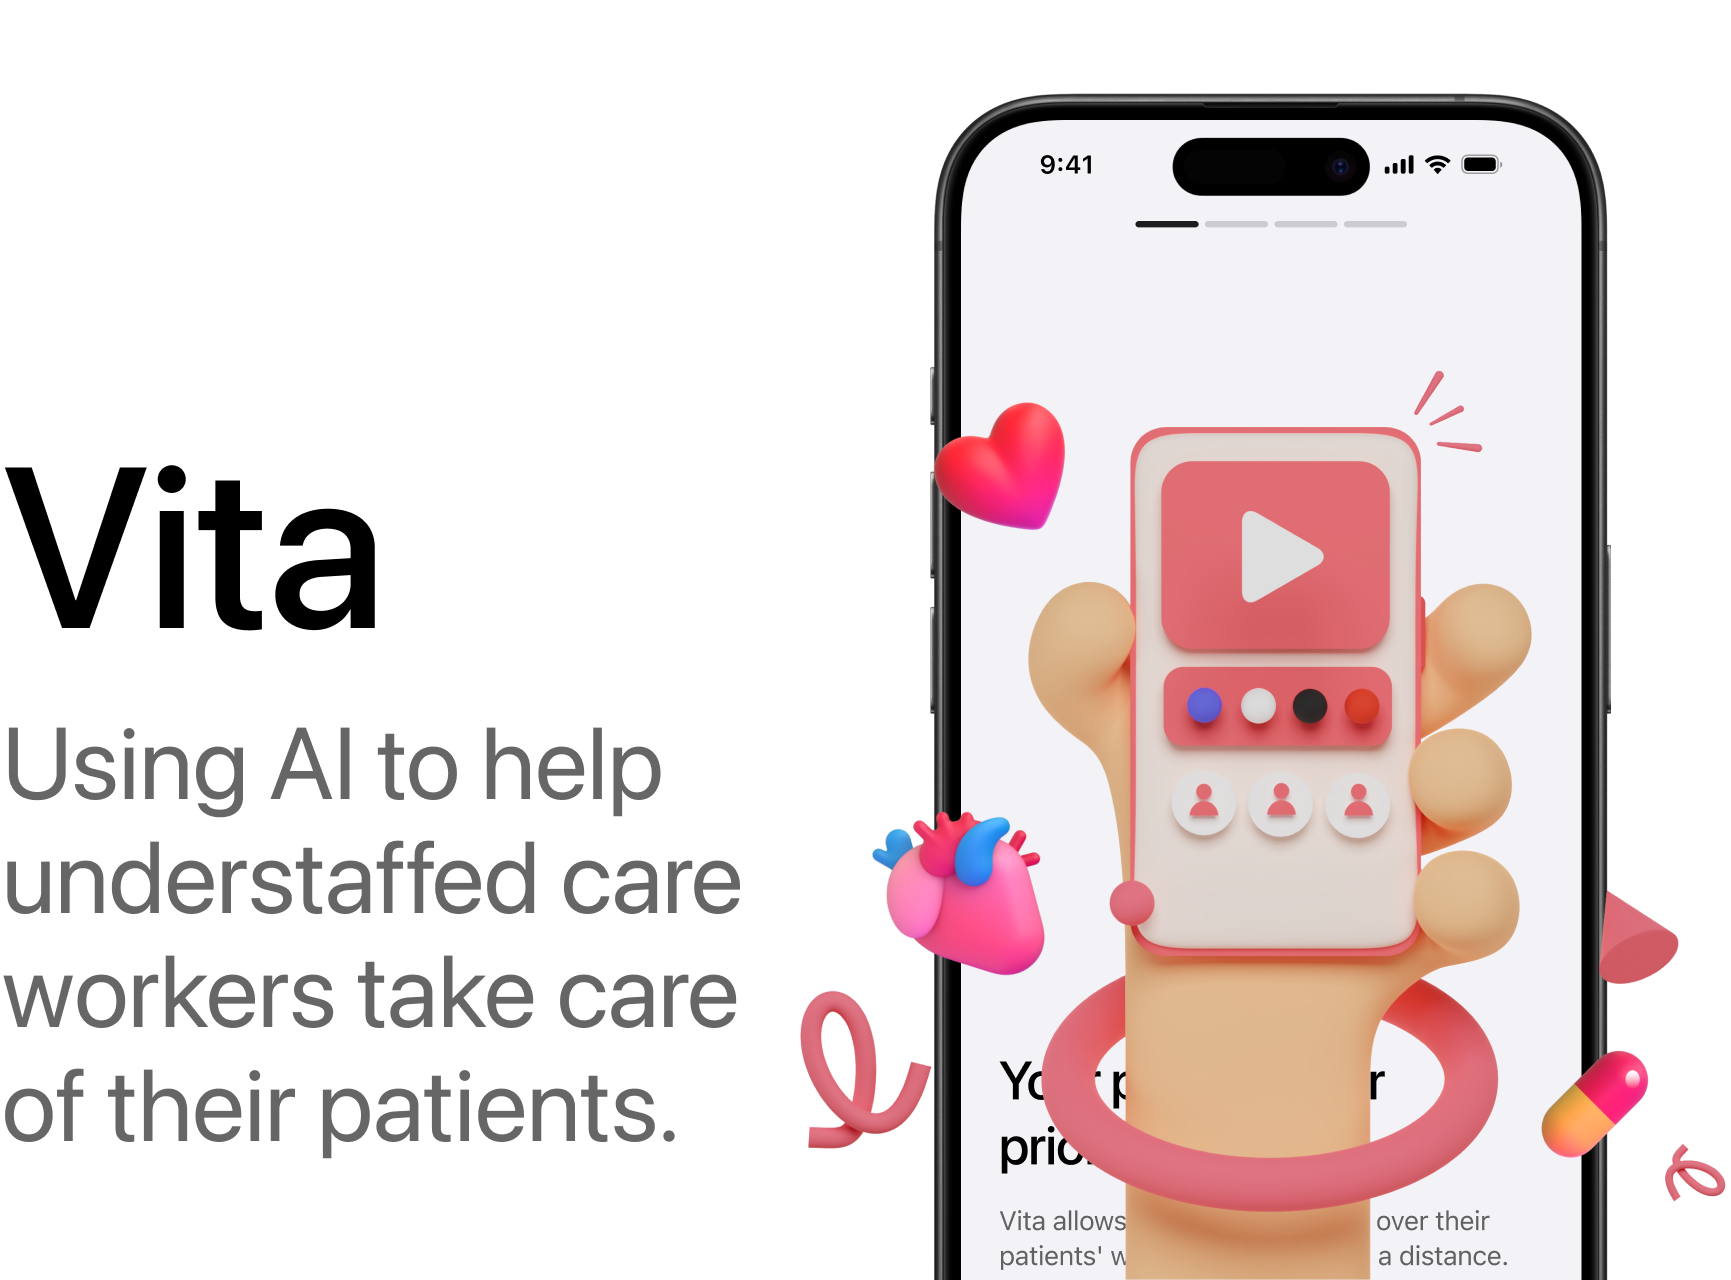 Vita
Using AI to help
understaffed care
workers take care
of their patients.
9:41
Vita allows over their
patients' a distance.